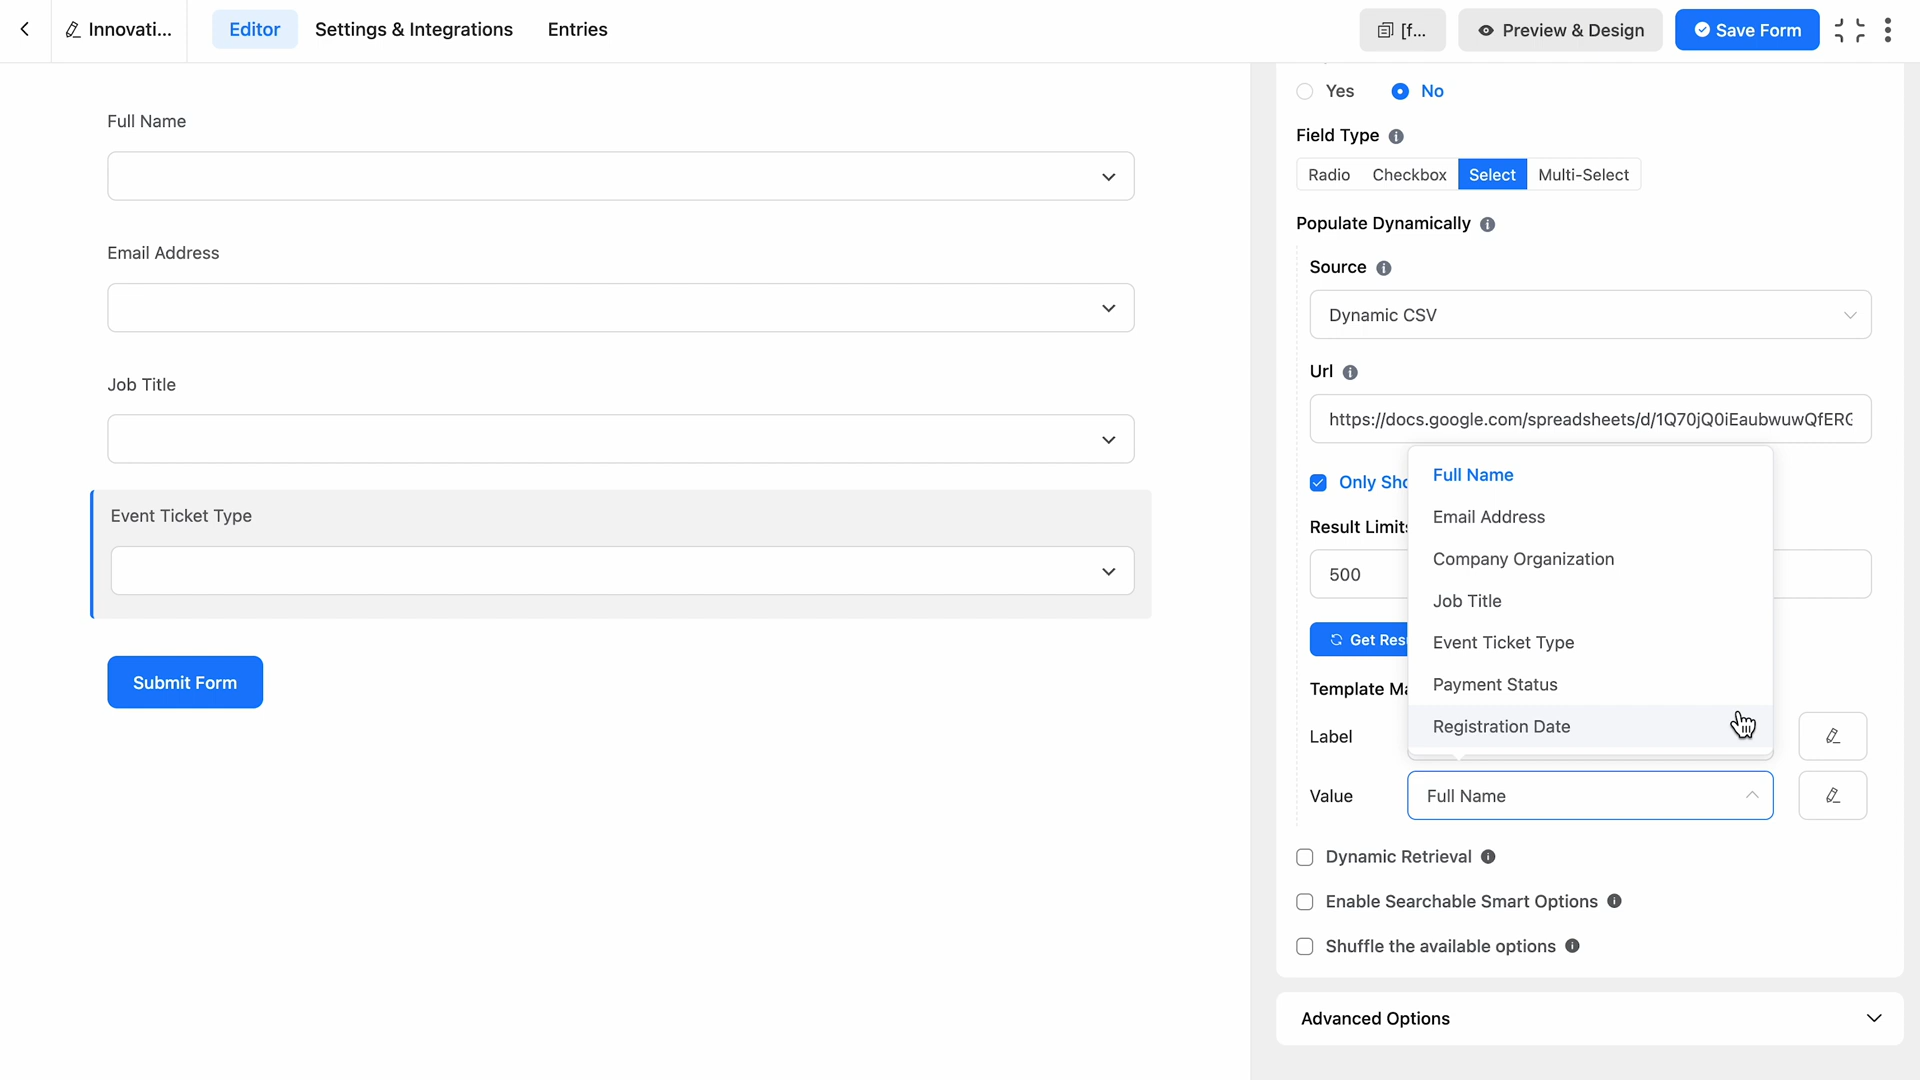 Innovati...
Editor
Settings & Integrations
Entries
[f...
Preview & Design
Save Form
Full Name
Email Address
Job Title
Event Ticket Type
Submit Form
Yes
No
Field Type
Radio
Checkbox
Select
Multi-Select
Populate Dynamically
Source
Dynamic CSV
Url
https://docs.google.com/spreadsheets/d/1Q70jQ0iEaubwuwQfER
Only Sho
Result Limits
500
Get Resu
Template Ma
Full Name
Email Address
Company Organization
Job Title
Event Ticket Type
Payment Status
Registration Date
Label
Value
Full Name
Dynamic Retrieval
Enable Searchable Smart Options
Shuffle the available options
Advanced Options